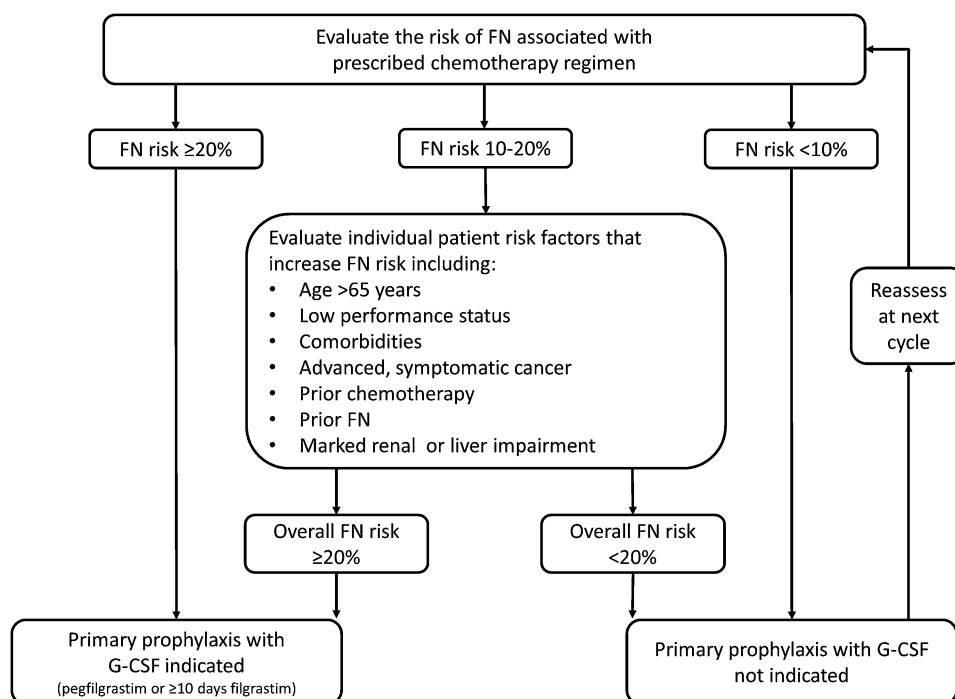 Evaluate the risk of FN associated with
prescribed chemotherapy regimen
FN risk ≥20%
FN risk 10-20%
FN risk <10%
Evaluate individual patient risk factors that
increase FN risk including:
• Age >65 years
• Low performance status
• Comorbidities
• Advanced, symptomatic cancer
• Prior chemotherapy
• Prior FN
• Marked renal or liver impairment
Reassess
at next
cycle
Overall FN risk
≥20%
Overall FN risk
<20%
Primary prophylaxis with
G-CSF indicated
(pegfilgrastim or ≥10 days filgrastim)
Primary prophylaxis with G-CSF
not indicated